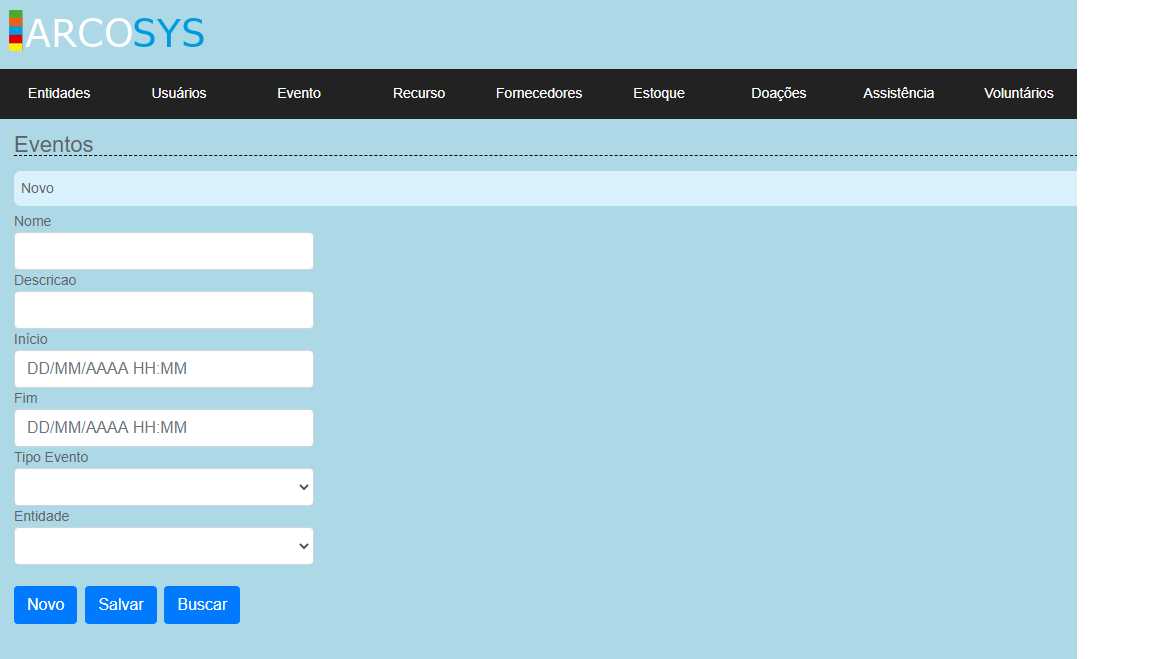 ARCOSYS
Entidades Usuários Evento Recurso Fornecedores Estoque Doações Assistência Voluntários
Eventos
Novo
Nome
Descricao
Início
DD/MM/AAAA HH:MM
Fim
DD/MM/AAAA HH:MM
Tipo Evento
Entidade
Novo Salvar Buscar